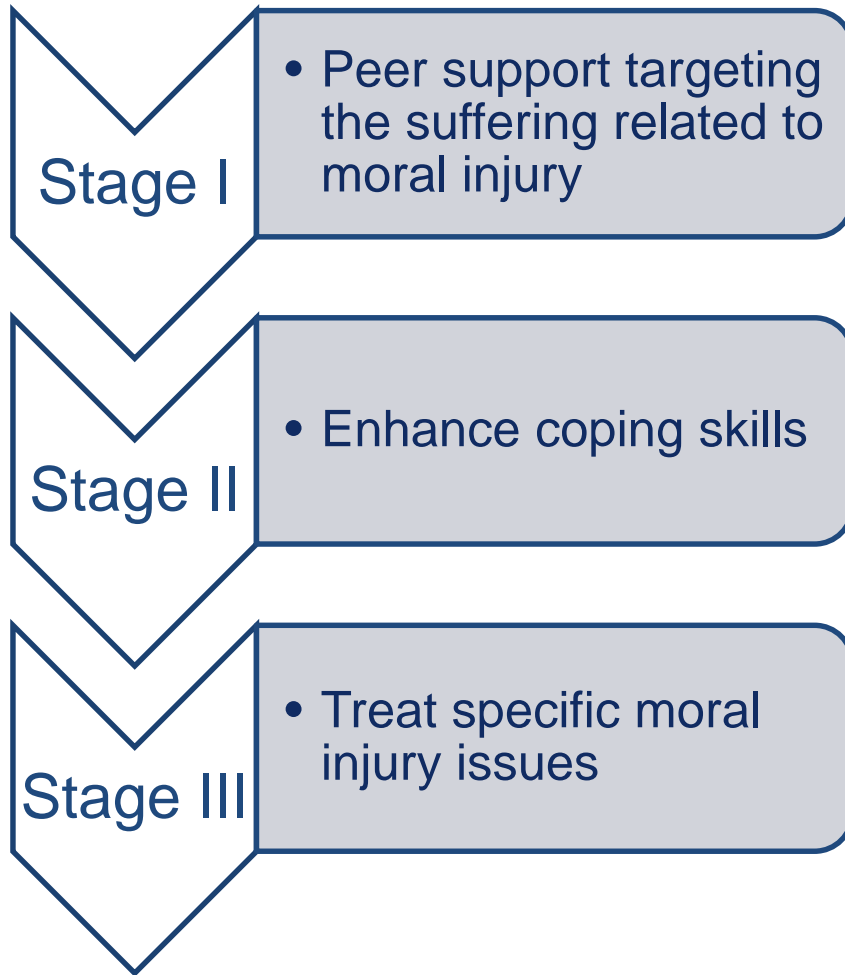 Stage I
• Peer support targeting
the suffering related to
moral injury
Stage II
• Enhance coping skills
Stage III
• Treat specific moral
injury issues